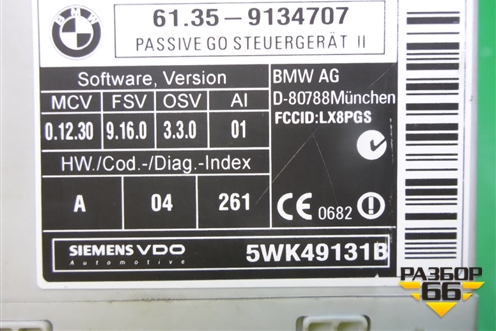 BMW
61.35-9134707
PASSIVE GO STEUERGERÄT II
Software, Version
MCV FSV OSV AI
0.12.30 9.16.0 3.3.0 01
HW./Cod.-/Diag.-Index
A 04 261
BMW AG
D-80788München
FCCID:LX8PGS
CE 0682
SIEMENS VDO
Automotive
5WK49131B
РАЗБОР
66